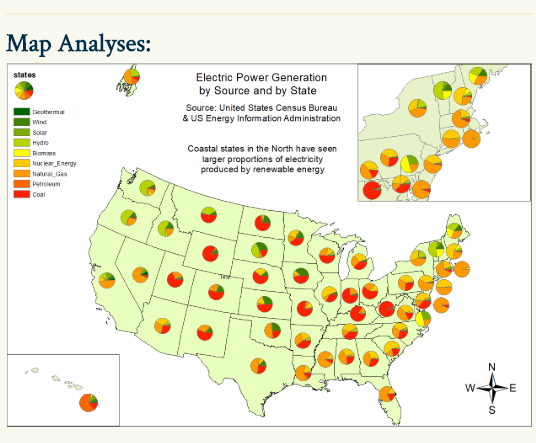 Map Analyses:
states
Geothermal
Wind
Solar
Hydro
Biomass
Nuclear_Energy
Natural_Gas
Petroleum
Coal
Electric Power Generation
by Source and by State
Source: United States Census Bureau
& US Energy Information Administration
Coastal states in the North have seen
larger proportions of electricity
produced by renewable energy
N
W E
S